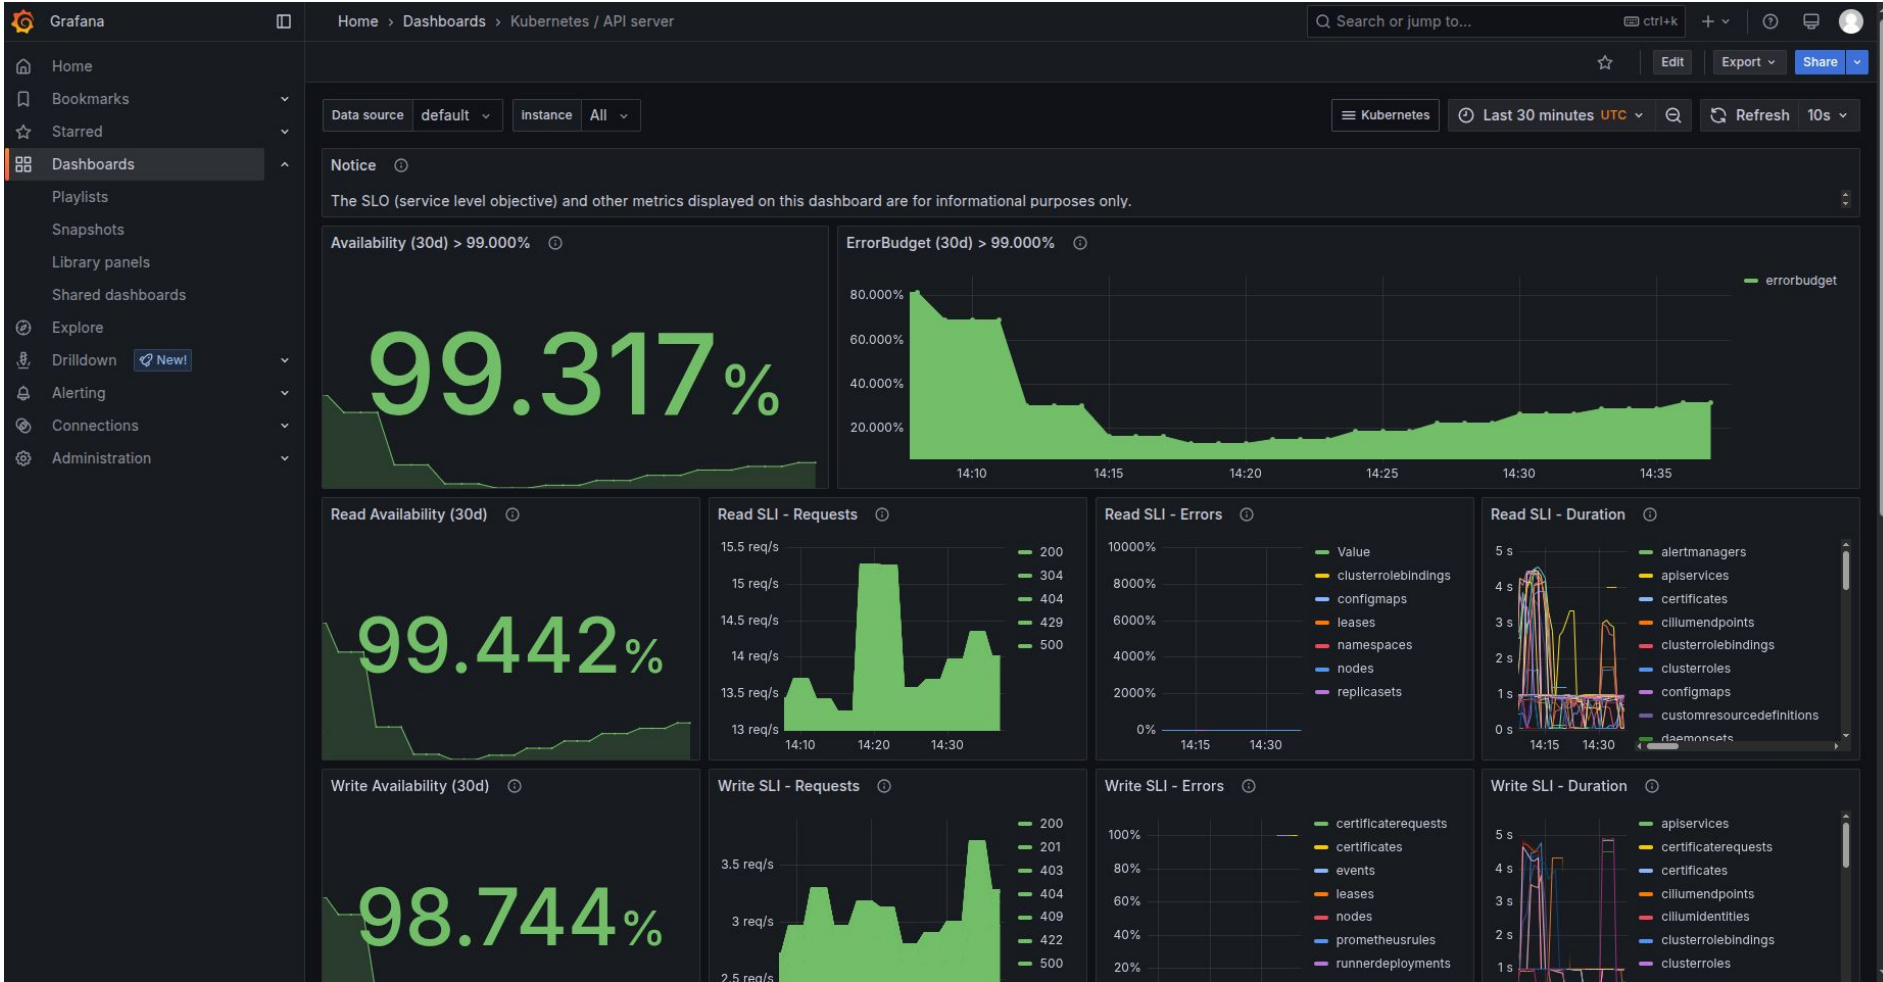 Grafana
Home › Dashboards › Kubernetes / API server
Search or jump to...
ctrl+k
Home
Bookmarks
Starred
Dashboards
Playlists
Snapshots
Library panels
Shared dashboards
Explore
Drilldown New!
Alerting
Connections
Administration
Edit
Export
Share
Data source default
Instance All
Kubernetes
Last 30 minutes UTC
Refresh 10s
Notice
The SLO (service level objective) and other metrics displayed on this dashboard are for informational purposes only.
Availability (30d) > 99.000%
99.317%
ErrorBudget (30d) > 99.000%
80.000%
60.000%
40.000%
20.000%
14:10 14:15 14:20 14:25 14:30 14:35
errorbudget
Read Availability (30d)
99.442%
Read SLI - Requests
15.5 req/s
15 req/s
14.5 req/s
14 req/s
13.5 req/s
13 req/s
14:10 14:20 14:30
200
304
404
429
500
Read SLI - Errors
10000%
8000%
6000%
4000%
2000%
0%
14:15 14:30
Value
clusterrolebindings
configmaps
leases
namespaces
nodes
replicasets
Read SLI - Duration
5 s
4 s
3 s
2 s
1 s
0 s
14:15 14:30
alertmanagers
apiservices
certificates
ciliumendpoints
clusterrolebindings
clusterroles
configmaps
customresourcedefinitions
daemonsets
Write Availability (30d)
98.744%
Write SLI - Requests
3.5 req/s
3 req/s
2.5 req/s
200
201
403
404
409
422
500
Write SLI - Errors
100%
80%
60%
40%
20%
certificaterequests
certificates
events
leases
nodes
prometheusrules
runnerdeployments
Write SLI - Duration
5 s
4 s
3 s
2 s
1 s
apiservices
certificaterequests
certificates
ciliumendpoints
ciliumidentities
clusterrolebindings
clusterroles